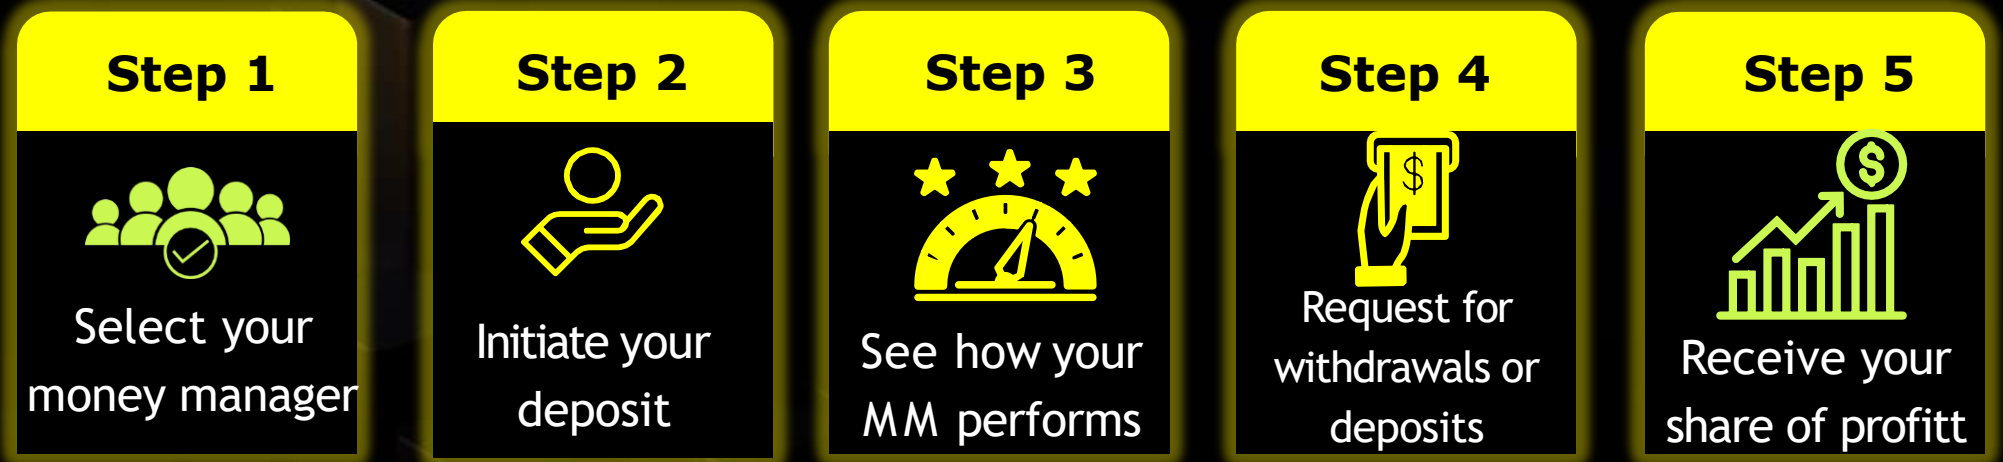 Step 1
Select your
money manager
Step 2
Initiate your
deposit
Step 3
See how your
MM performs
Step 4
$
Request for
withdrawals or
deposits
Step 5
$
Receive your
share of profitt